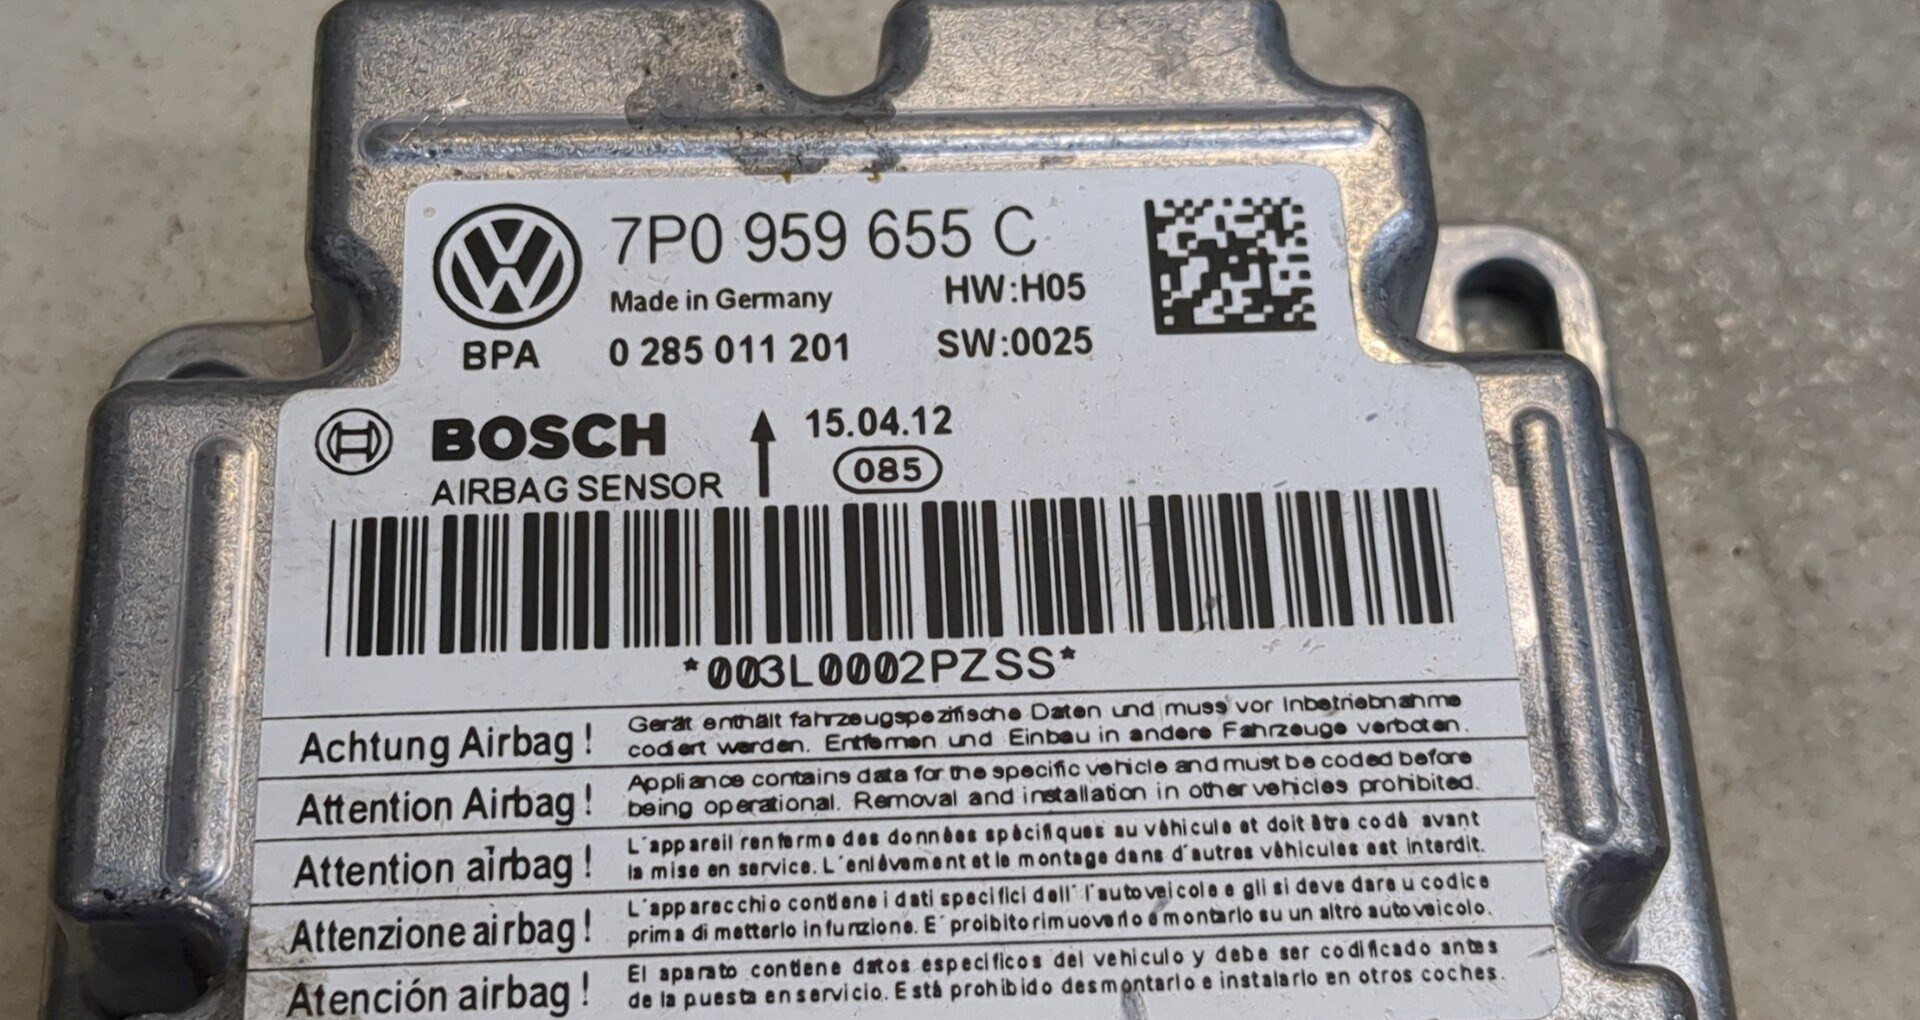 7P0 959 655 C
Made in Germany HW:H05
BPA 0 285 011 201 SW:0025
BOSCH 15.04.12
AIRBAG SENSOR 085
*003L0002PZSS*
Achtung Airbag! Gerät enthält fahrzeugspezifische Daten und muss vor Inbetriebnahme
codiert werden. Entfernen und Einbau in andere Fahrzeuge verboten.
Attention Airbag! Appliance contains data for the specific vehicle and must be coded before
being operational. Removal and installation in other vehicles prohibited.
Attention airbag! L'appareil renferme des données spécifiques au véhicule et doit être codé avant
la mise en service. L'enlévement et le montage dans d'autres véhicules est interdit.
Attenzione airbag! L'apparecchio contiene i dati specifici dell' l'autoveicolo e gli si deve dare u codice
prima di metterlo in funzione. E' proibito rimuoverlo e montarlo su un altro autoveicolo.
Atención airbag! El aparato contiene datos especificos del vehiculo y debe ser codificado antes
de la puesta en servicio. Está prohibido desmontarlo e instalarlo en otros coches.